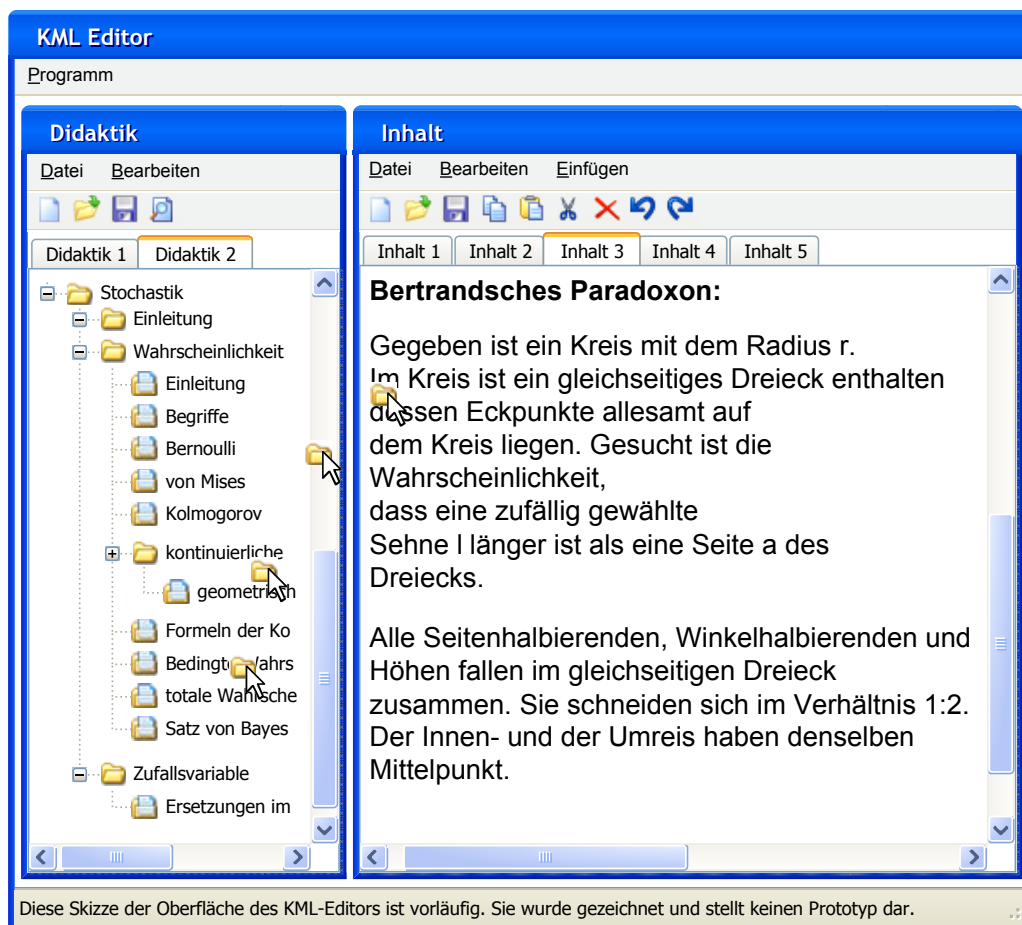 KML Editor
Programm
Didaktik
Datei Bearbeiten
Didaktik 1 Didaktik 2
Stochastik
Einleitung
Wahrscheinlichkeit
Einleitung
Begriffe
Bernoulli
von Mises
Kolmogorov
kontinuierliche
geometrisch
Formeln der Ko
Bedingte Wahrs
totale Wahrsche
Satz von Bayes
Zufallsvariable
Ersetzungen im
Inhalt
Datei Bearbeiten Einfügen
Inhalt 1 Inhalt 2 Inhalt 3 Inhalt 4 Inhalt 5
Bertrandsches Paradoxon:
Gegeben ist ein Kreis mit dem Radius r.
Im Kreis ist ein gleichseitiges Dreieck enthalten
dessen Eckpunkte allesamt auf
dem Kreis liegen. Gesucht ist die
Wahrscheinlichkeit,
dass eine zufällig gewählte
Sehne l länger ist als eine Seite a des
Dreiecks.
Alle Seitenhalbierenden, Winkelhalbierenden und
Höhen fallen im gleichseitigen Dreieck
zusammen. Sie schneiden sich im Verhältnis 1:2.
Der Innen- und der Umreis haben denselben
Mittelpunkt.
Diese Skizze der Oberfläche des KML-Editors ist vorläufig. Sie wurde gezeichnet und stellt keinen Prototyp dar.